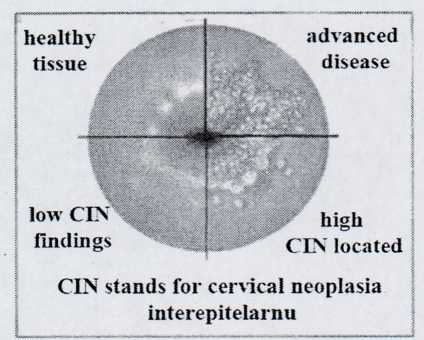 healthy
tissue
advanced
disease
low CIN
findings
high
CIN located
CIN stands for cervical neoplasia
interepitelarnu